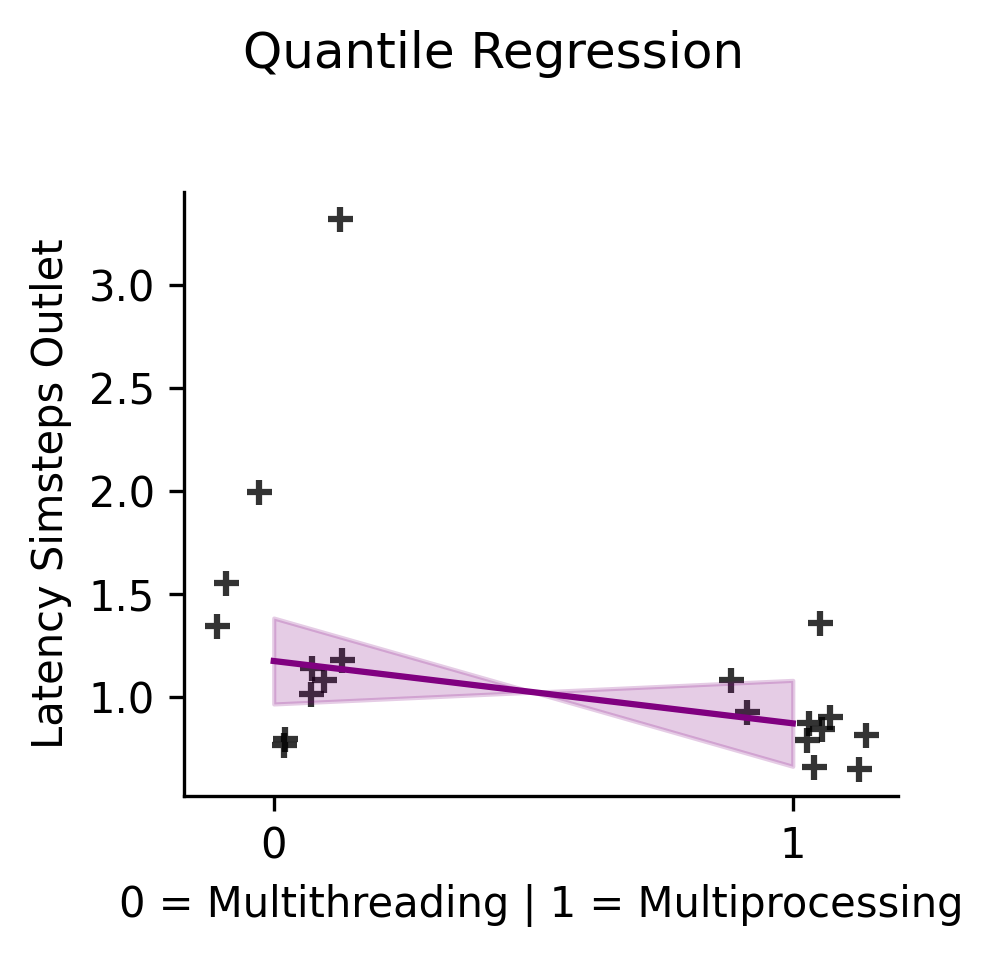 Quantile Regression
Latency Simsteps Outlet
3.0
2.5
2.0
1.5
1.0
0 1
0 = Multithreading | 1 = Multiprocessing